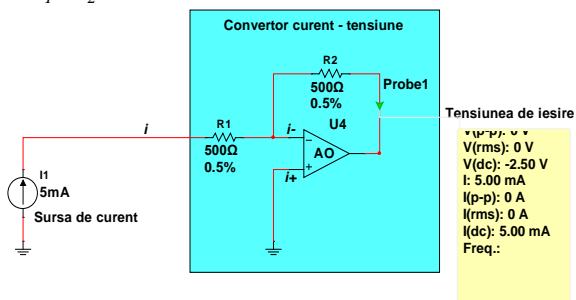 Convertor curent - tensiune
R2
500Ω
0.5%
Probe1
Tensiunea de iesire
V(p-p): 0 V
V(rms): 0 V
V(dc): -2.50 V
I: 5.00 mA
I(p-p): 0 A
I(rms): 0 A
I(dc): 5.00 mA
Freq.:
i
R1
500Ω
0.5%
i-
U4
AO
i+
I1
5mA
Sursa de curent